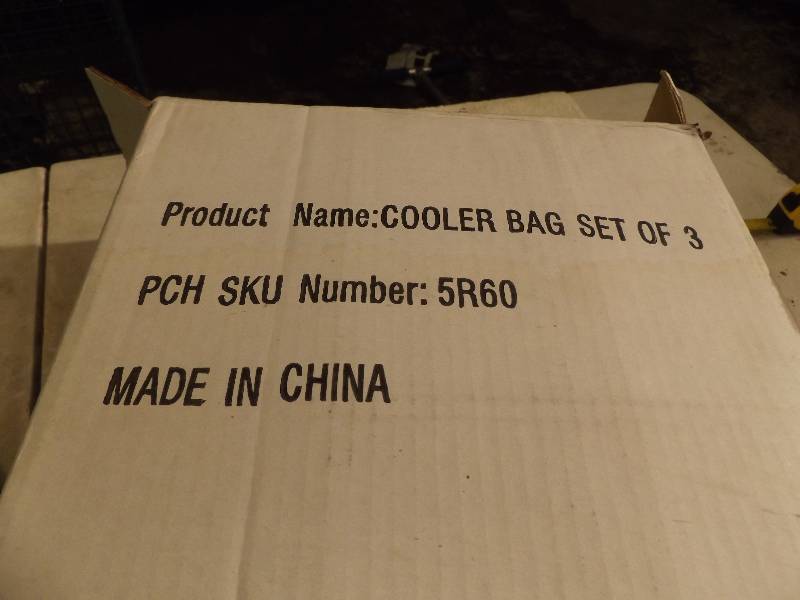 Product Name:COOLER BAG SET OF 3
PCH SKU Number: 5R60
MADE IN CHINA